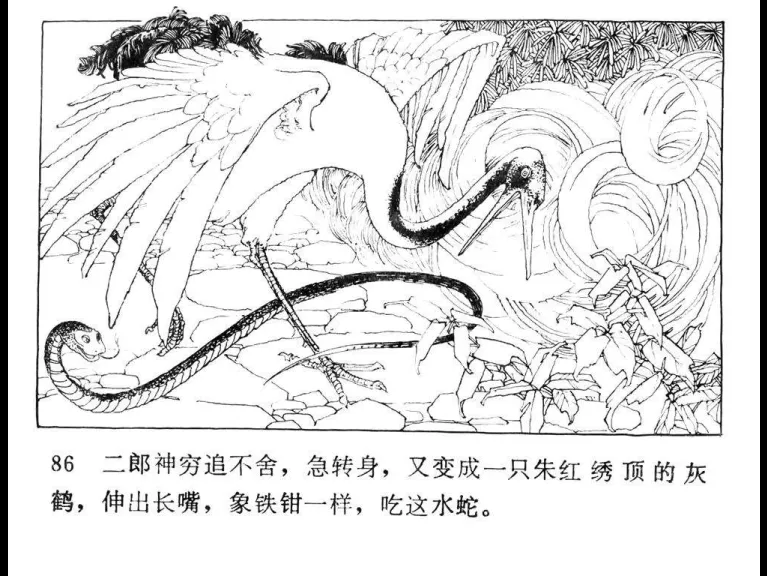 86 二郎神穷追不舍，急转身，又变成一只朱红绣顶的灰
鹤，伸出长嘴，象铁钳一样，吃这水蛇。